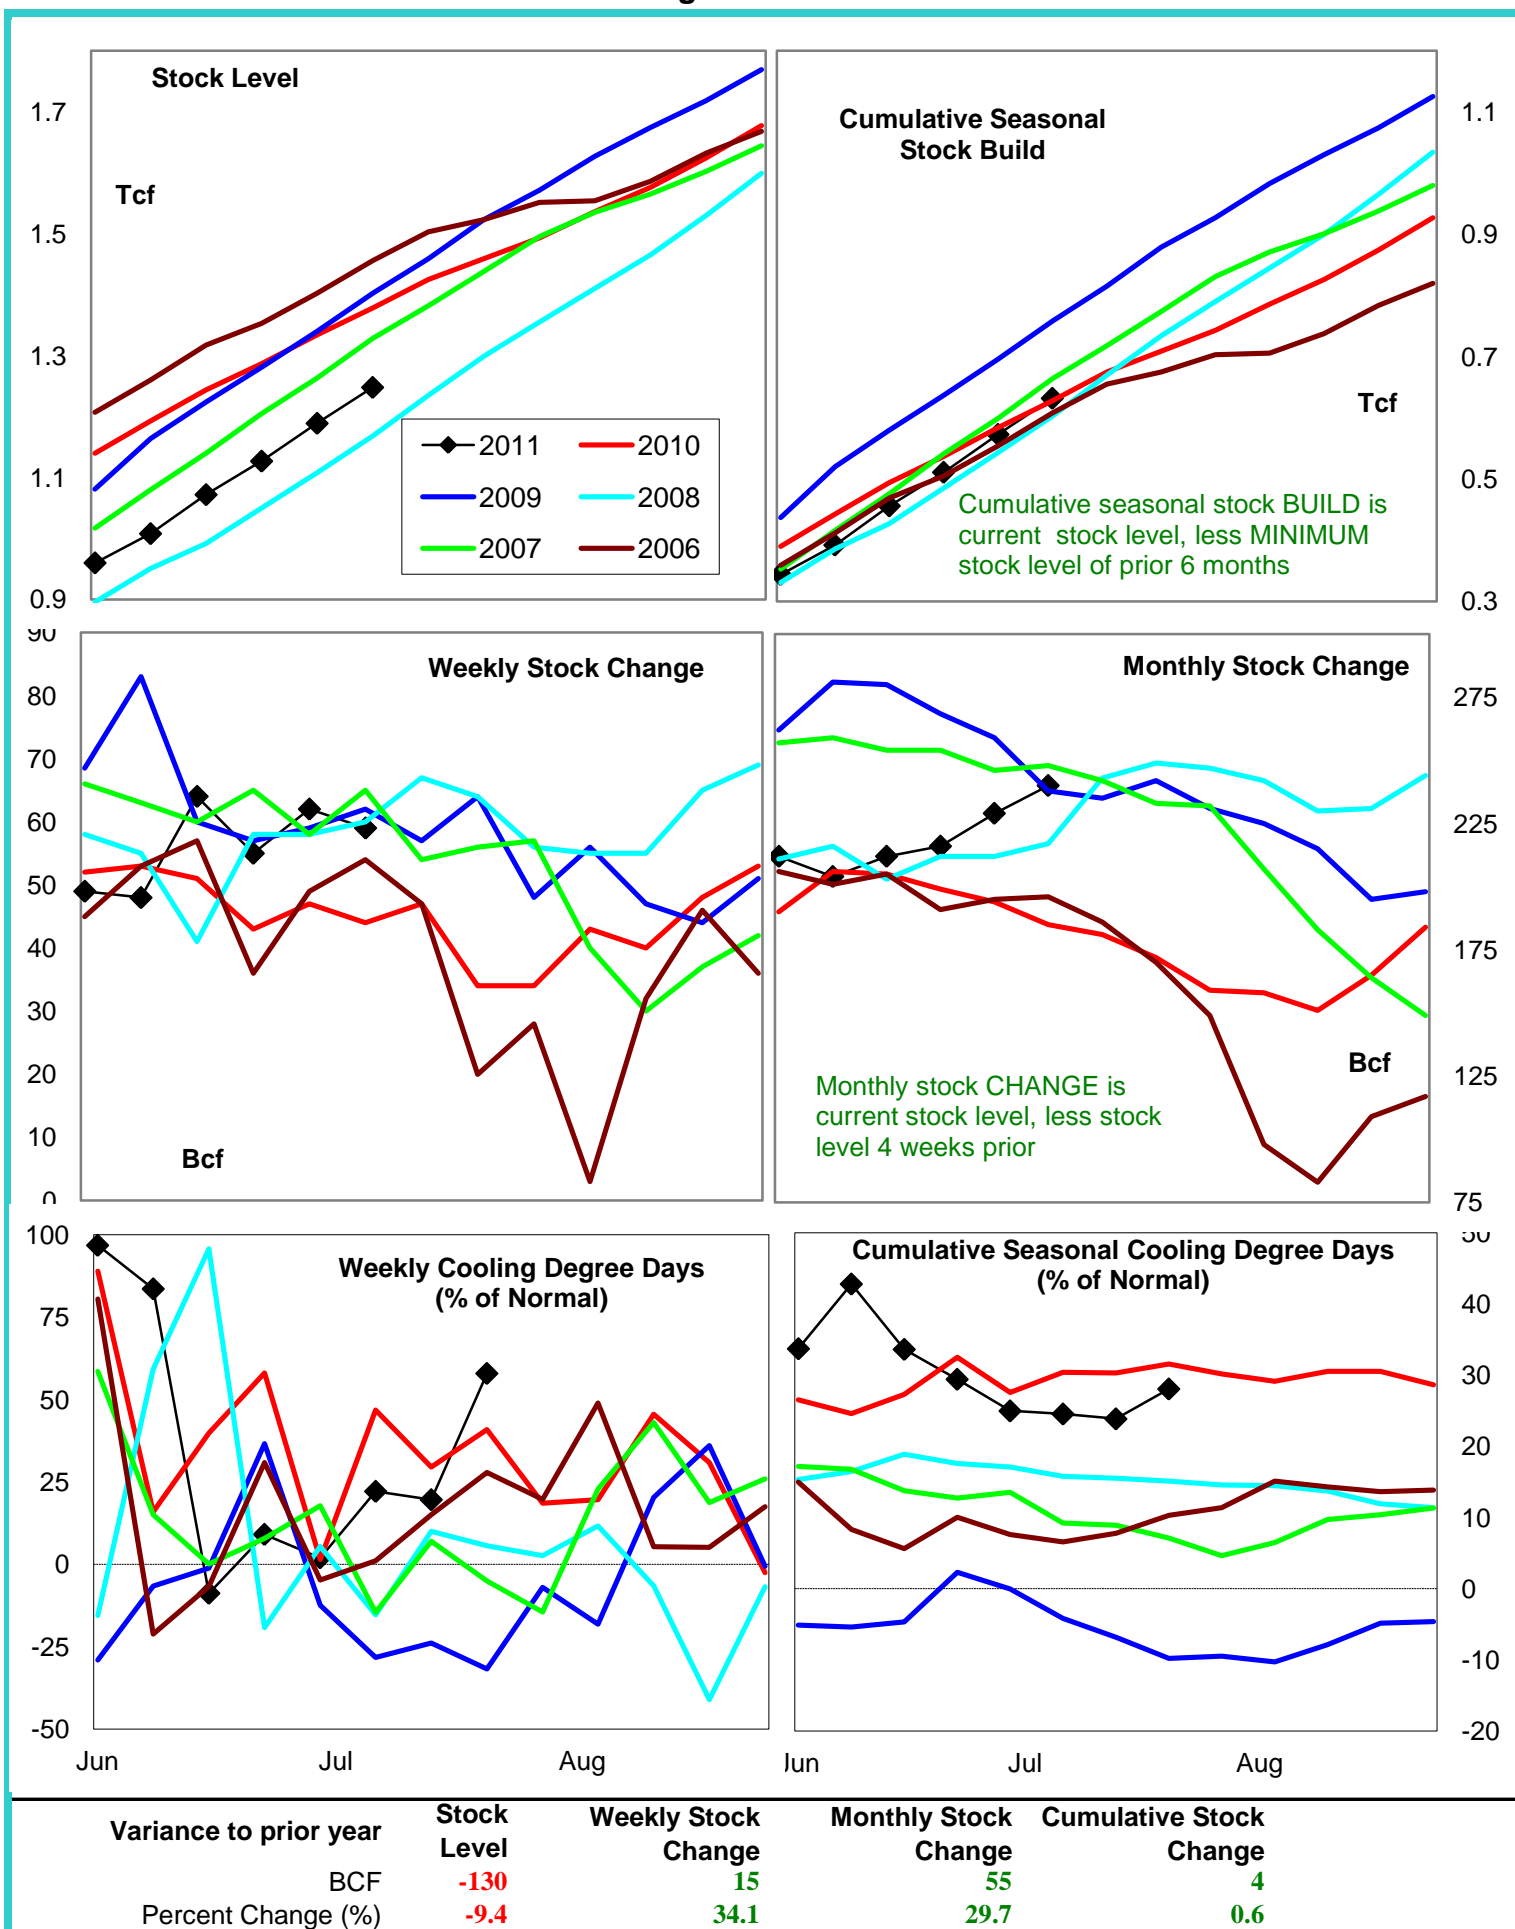 Stock Level
Tcf
1.7
1.5
1.3
1.1
0.9
2011
2010
2009
2008
2007
2006
Cumulative Seasonal
Stock Build
Tcf
1.1
0.9
0.7
0.5
0.3
Cumulative seasonal stock BUILD is
current stock level, less MINIMUM
stock level of prior 6 months
Weekly Stock Change
90
80
70
60
50
40
30
20
10
0
Bcf
Monthly Stock Change
275
225
175
125
75
Bcf
Monthly stock CHANGE is
current stock level, less stock
level 4 weeks prior
Weekly Cooling Degree Days
(% of Normal)
100
75
50
25
0
-25
-50
Jun
Jul
Aug
Cumulative Seasonal Cooling Degree Days
(% of Normal)
50
40
30
20
10
0
-10
-20
Jun
Jul
Aug
Variance to prior year
Stock
Level
Weekly Stock
Change
Monthly Stock
Change
Cumulative Stock
Change
BCF -130 15 55 4
Percent Change (%) -9.4 34.1 29.7 0.6